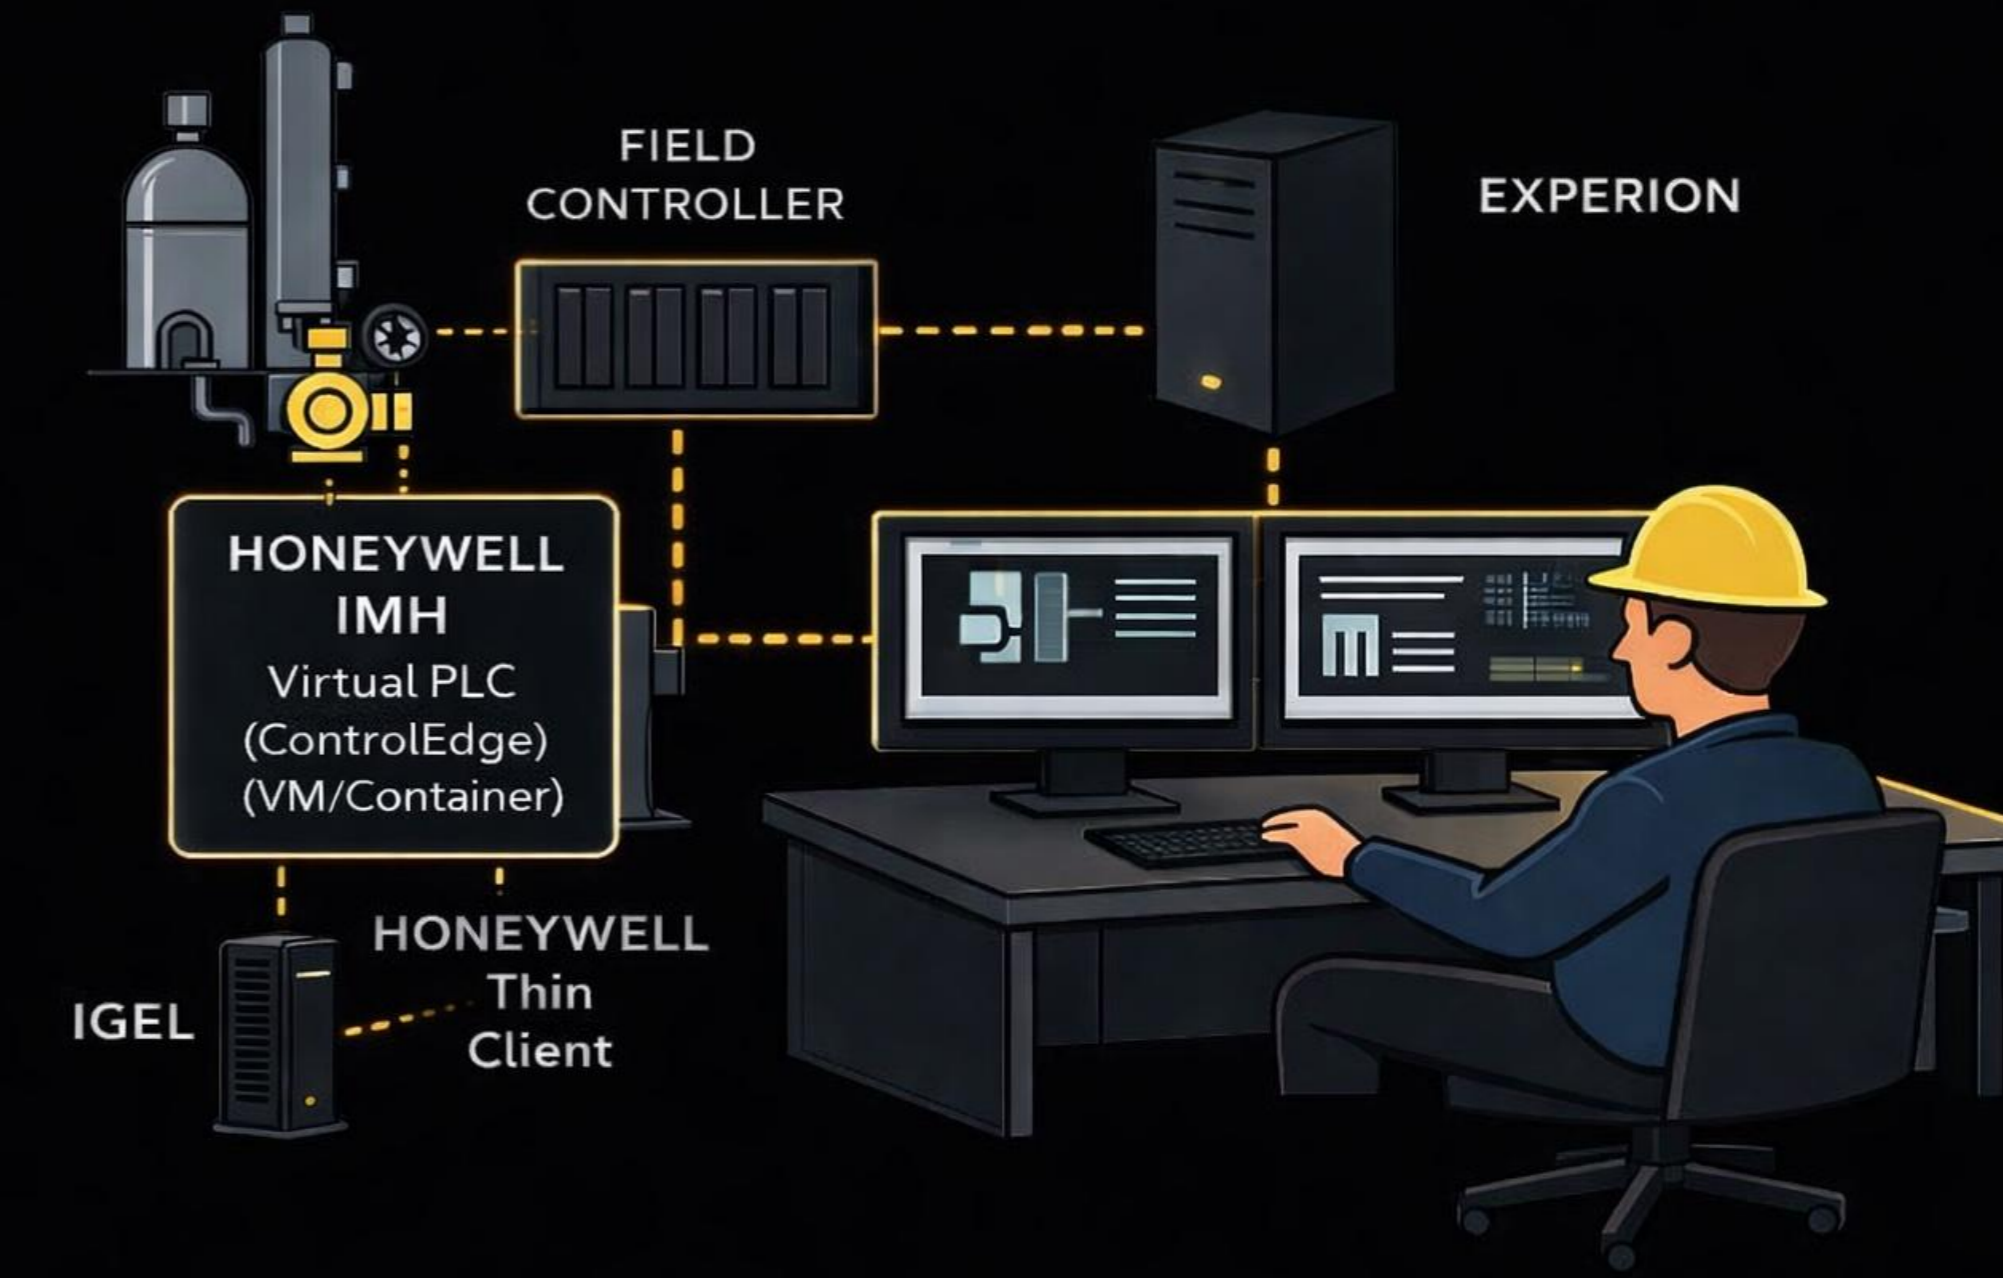 FIELD
CONTROLLER
EXPERION
HONEYWELL
IMH
Virtual PLC
(ControlEdge)
(VM/Container)
HONEYWELL
Thin
Client
IGEL